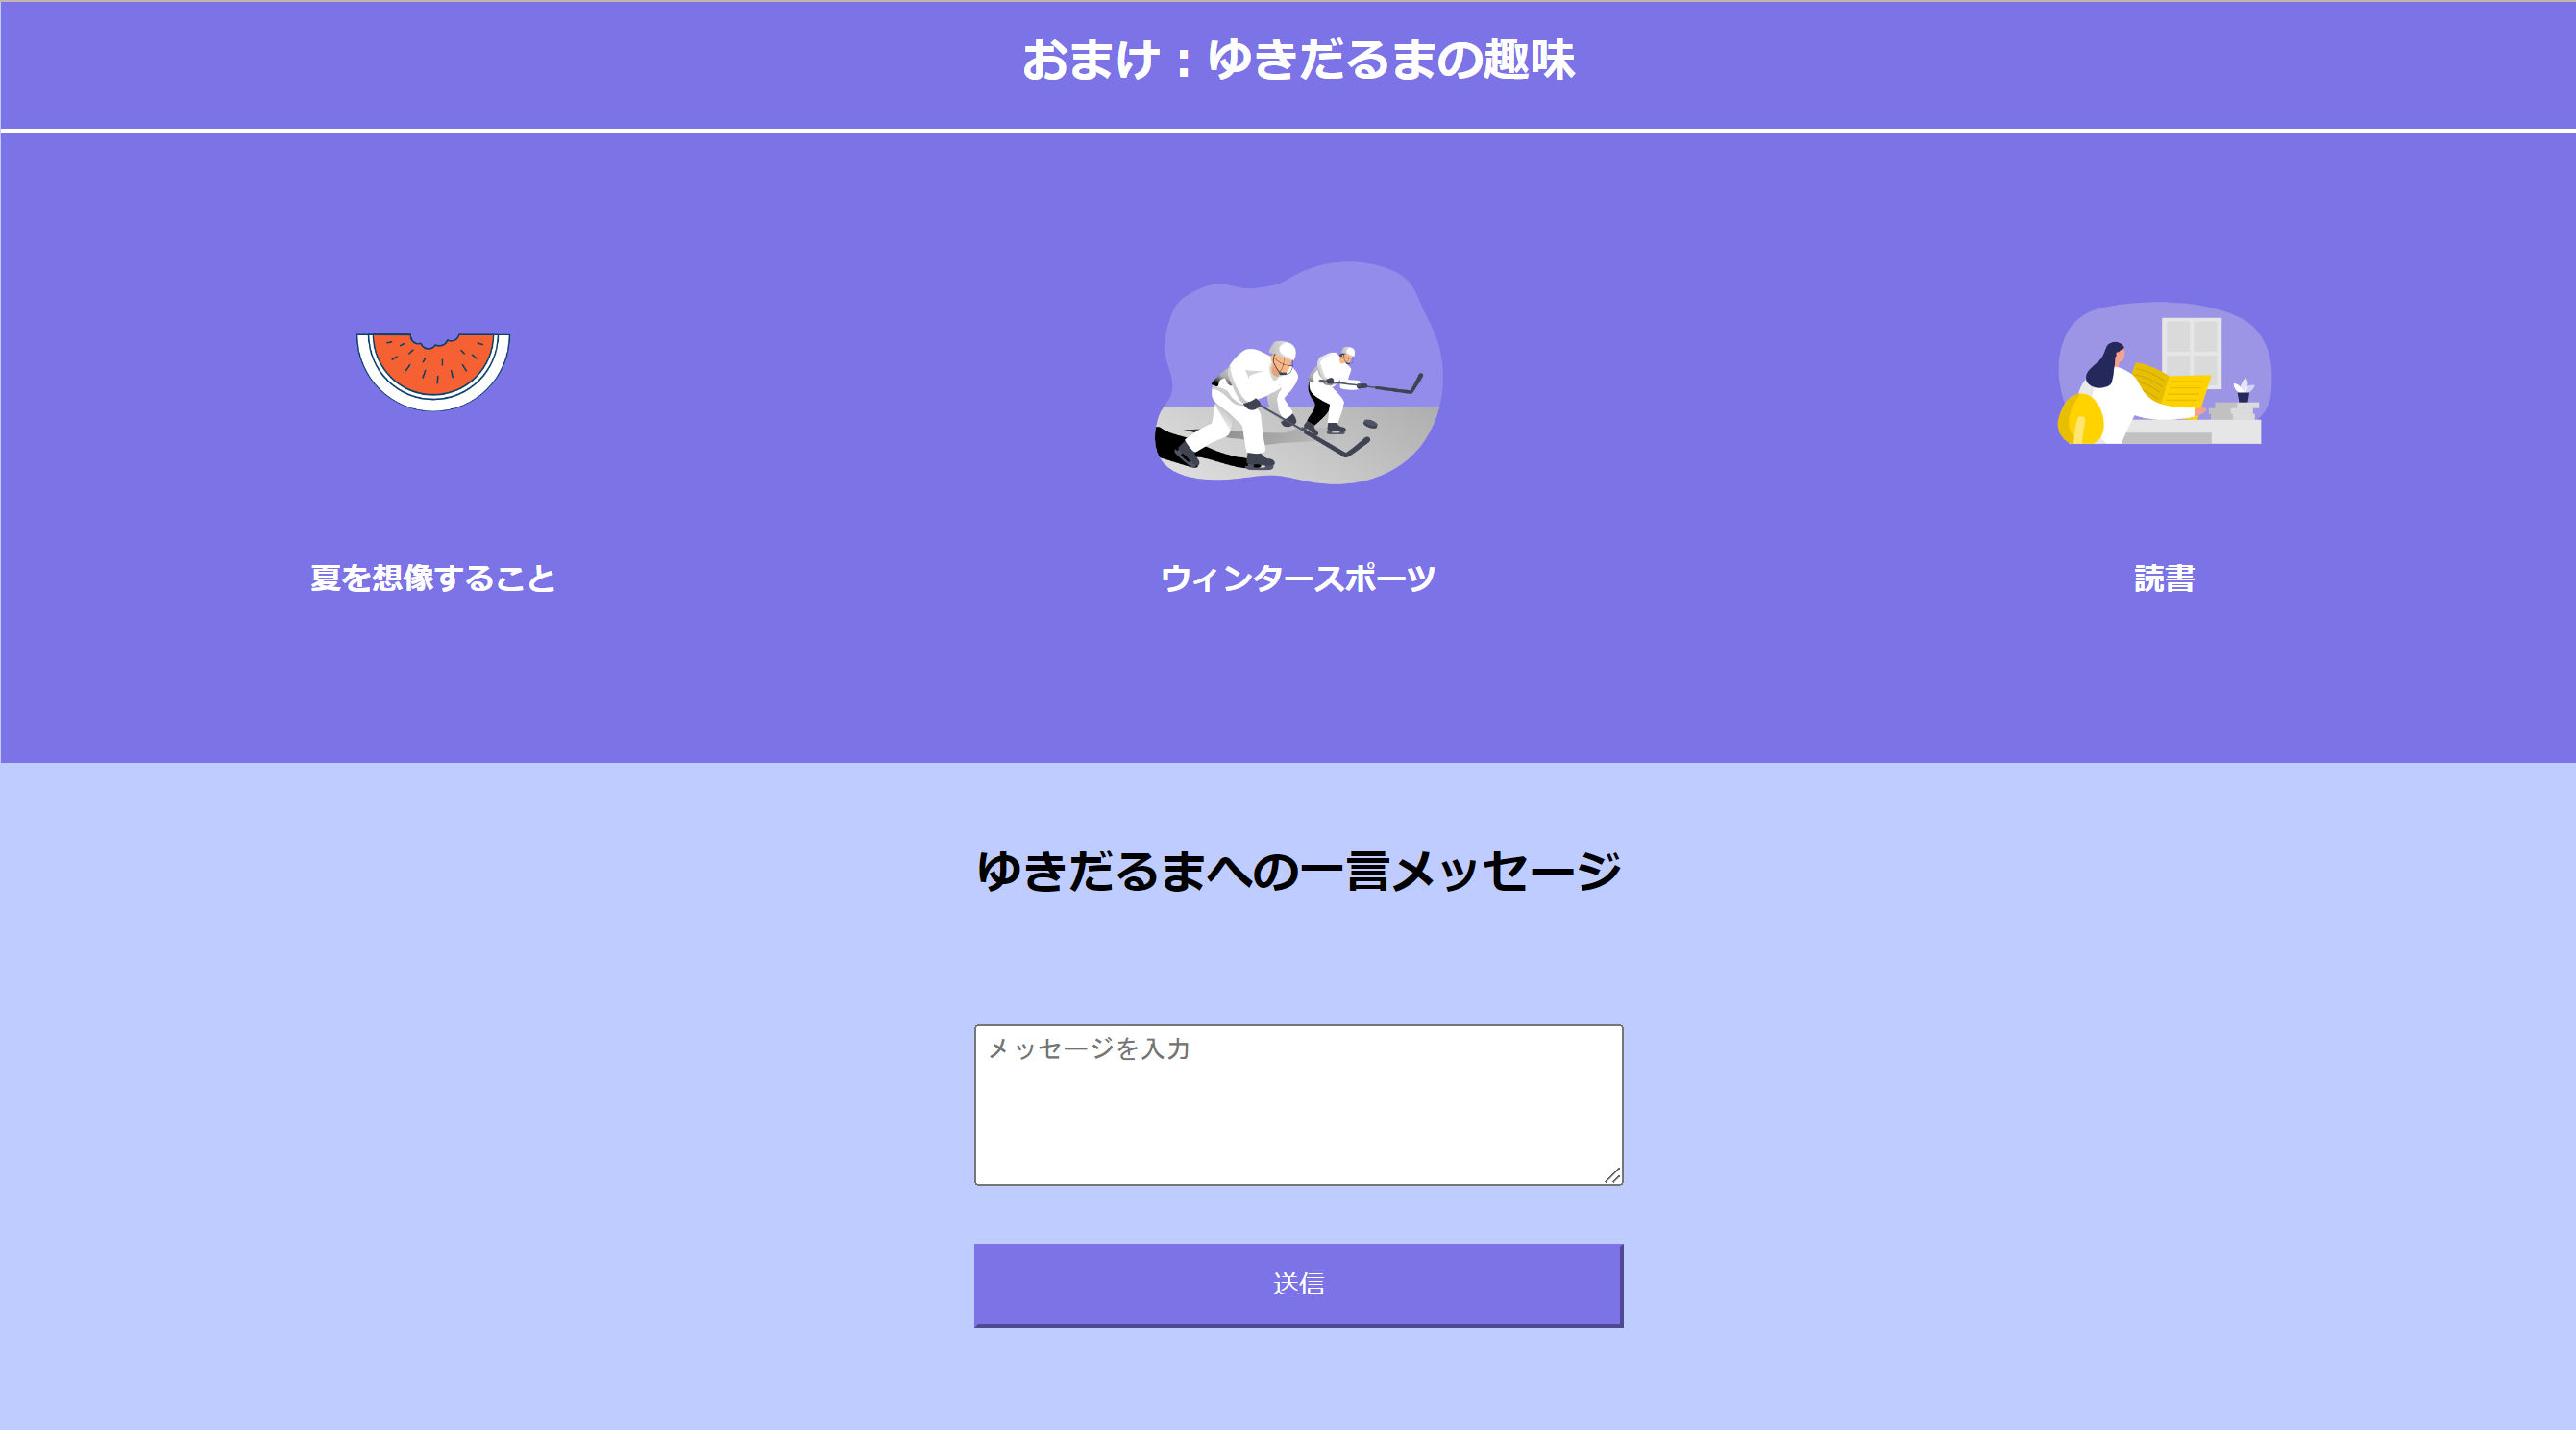 おまけ：ゆきだるまの趣味
夏を想像すること
ウィンタースポーツ
読書
ゆきだるまへの一言メッセージ
メッセージを入力
送信